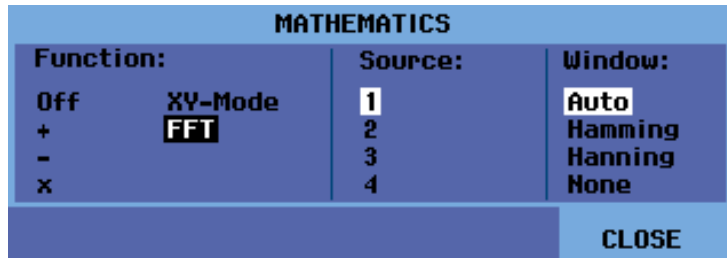 MATHEMATICS
Function: Source: Window:
Off XY-Mode 1 Auto
+ FFT 2 Hamming
- 3 Hanning
x 4 None
CLOSE